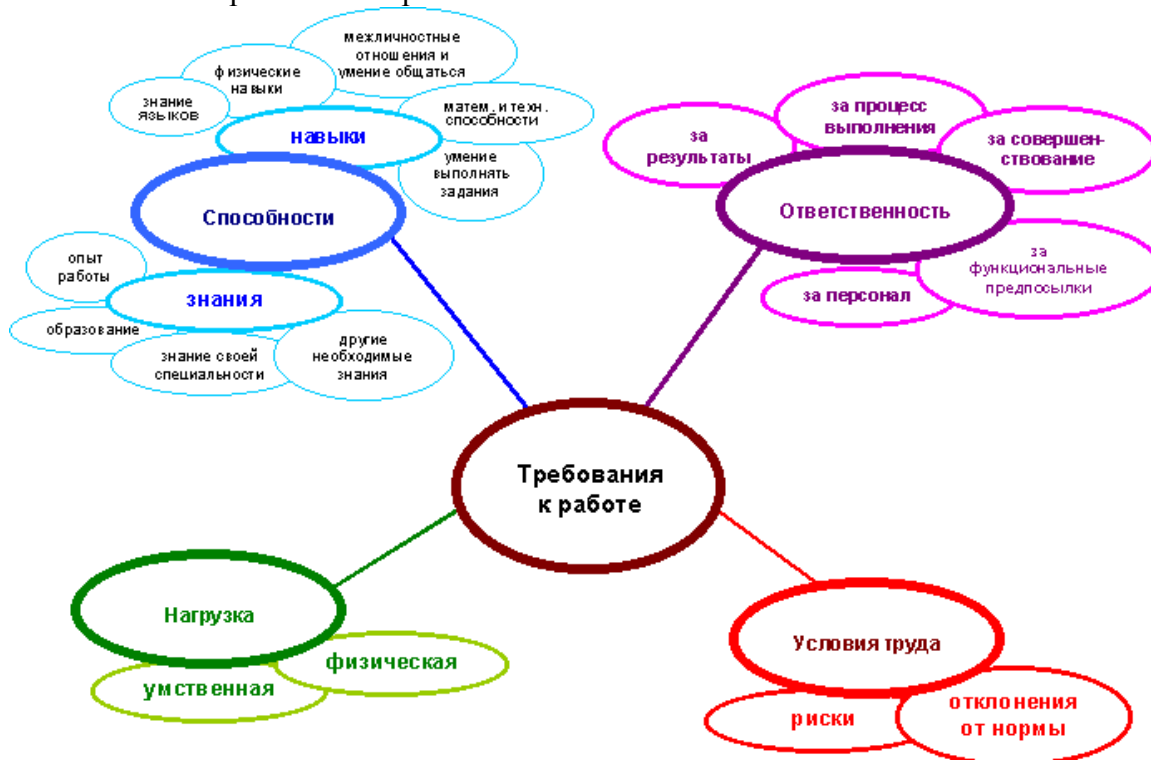 межличностные
отношения и
умение общаться
физические
навыки
знание
языков
матем. и техн.
способности
навыки
умение
выполнять
задания
Способности
опыт
работы
знания
образование
знание своей
специальности
другие
необходимые
знания
за процесс
выполнения
за
результаты
за совершен-
ствование
Ответственность
за
функциональные
предпосылки
за персонал
Требования
к работе
Нагрузка
физическая
умственная
Условия труда
риски
отклонения
от нормы